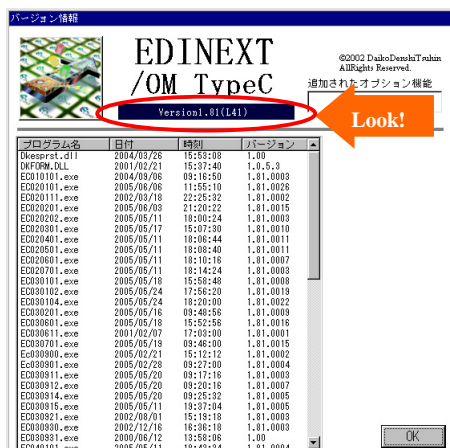 バージョン情報
EDINEXT
/OM TypeC
Version1.81(L41)
©2002 DaikoDenshiTsuhin
AllRights Reserved.
追加されたオプション機能
Look!
プログラム名 日付 時刻 バージョン
Dkesprst.dll 2004/03/26 15:53:08 1.00
DKFORM.DLL 2001/02/21 15:37:40 1.0.5.3
EC010101.exe 2004/09/06 09:16:50 1.81.0003
EC020101.exe 2005/06/06 11:55:10 1.81.0026
EC020111.exe 2002/03/18 22:25:32 1.81.0002
EC020201.exe 2005/06/03 21:20:22 1.81.0015
EC020202.exe 2005/05/11 18:00:24 1.81.0003
EC020301.exe 2005/05/17 15:07:30 1.81.0010
EC020401.exe 2005/05/11 18:06:44 1.81.0011
EC020501.exe 2005/05/11 18:08:40 1.81.0011
EC020601.exe 2005/05/11 18:10:16 1.81.0007
EC020701.exe 2005/05/11 18:14:24 1.81.0003
EC030101.exe 2005/05/18 15:58:48 1.81.0008
EC030102.exe 2005/05/24 17:56:20 1.81.0019
EC030104.exe 2005/05/24 18:20:00 1.81.0022
EC030201.exe 2005/05/16 09:48:56 1.81.0009
EC030601.exe 2005/05/18 15:52:56 1.81.0016
EC030611.exe 2001/02/07 17:03:00 1.81.0001
EC030701.exe 2005/05/19 09:46:00 1.81.0015
Ec030900.exe 2005/02/21 15:12:12 1.81.0002
Ec030901.exe 2005/02/28 09:27:00 1.81.0004
EC030911.exe 2005/05/20 09:17:16 1.81.0003
EC030912.exe 2005/05/20 09:20:16 1.81.0007
EC030914.exe 2005/05/20 09:25:32 1.81.0005
EC030915.exe 2005/05/11 19:37:04 1.81.0005
EC030921.exe 2002/08/01 15:19:18 1.81.0003
EC030930.exe 2002/12/16 16:36:18 1.81.0003
EC030931.exe 2000/06/12 13:58:06 1.00
OK